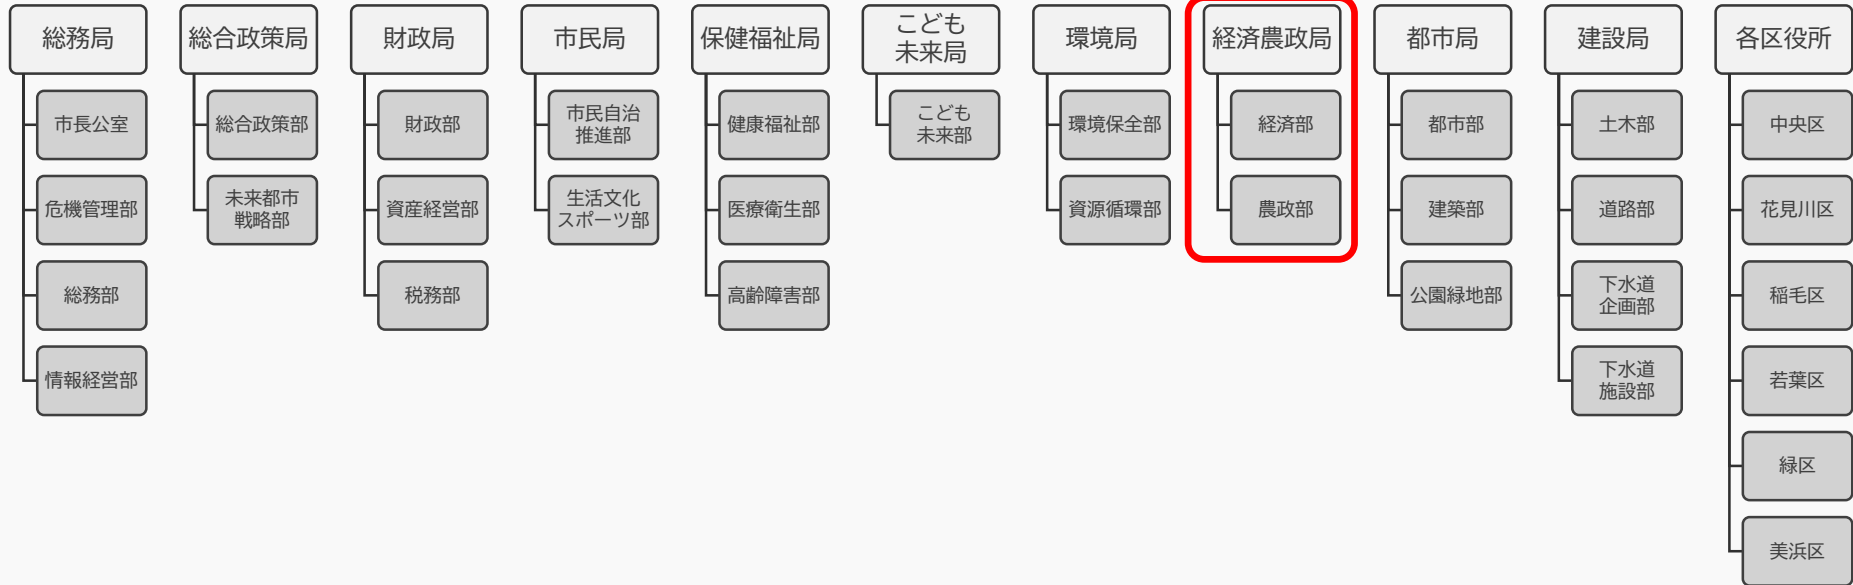 総務局
市長公室
危機管理部
総務部
情報経営部
総合政策局
総合政策部
未来都市
戦略部
財政局
財政部
資産経営部
税務部
市民局
市民自治
推進部
生活文化
スポーツ部
保健福祉局
健康福祉部
医療衛生部
高齢障害部
こども
未来局
こども
未来部
環境局
環境保全部
資源循環部
経済農政局
経済部
農政部
都市局
都市部
建築部
公園緑地部
建設局
土木部
道路部
下水道
企画部
下水道
施設部
各区役所
中央区
花見川区
稲毛区
若葉区
緑区
美浜区